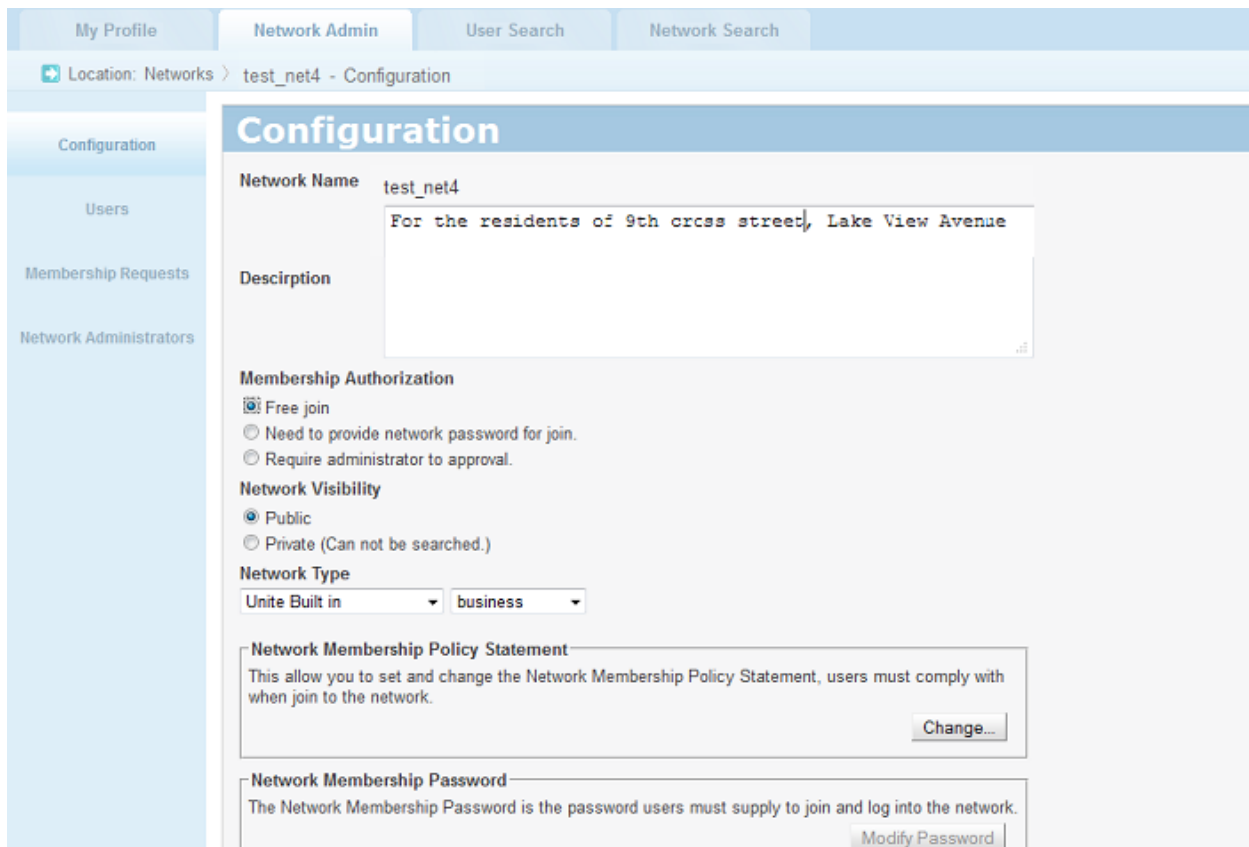 My Profile Network Admin User Search Network Search
Location: Networks 〉 test_net4 - Configuration
Configuration
Users
Membership Requests
Network Administrators
Configuration
Network Name test_net4
For the residents of 9th crcss street, Lake View Avenue
Descirption
Membership Authorization
Free join
Need to provide network password for join.
Require administrator to approval.
Network Visibility
Public
Private (Can not be searched.)
Network Type
Unite Built in business
Network Membership Policy Statement
This allow you to set and change the Network Membership Policy Statement, users must comply with
when join to the network.
Change...
Network Membership Password
The Network Membership Password is the password users must supply to join and log into the network.
Modify Password